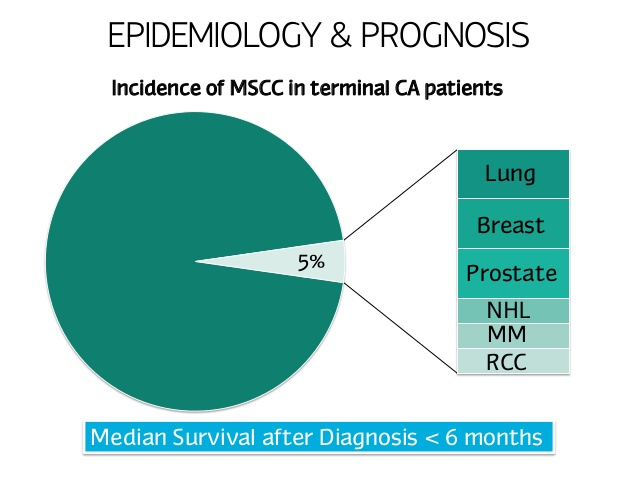 EPIDEMIOLOGY & PROGNOSIS
Incidence of MSCC in terminal CA patients
5%
Lung
Breast
Prostate
NHL
MM
RCC
Median Survival after Diagnosis < 6 months